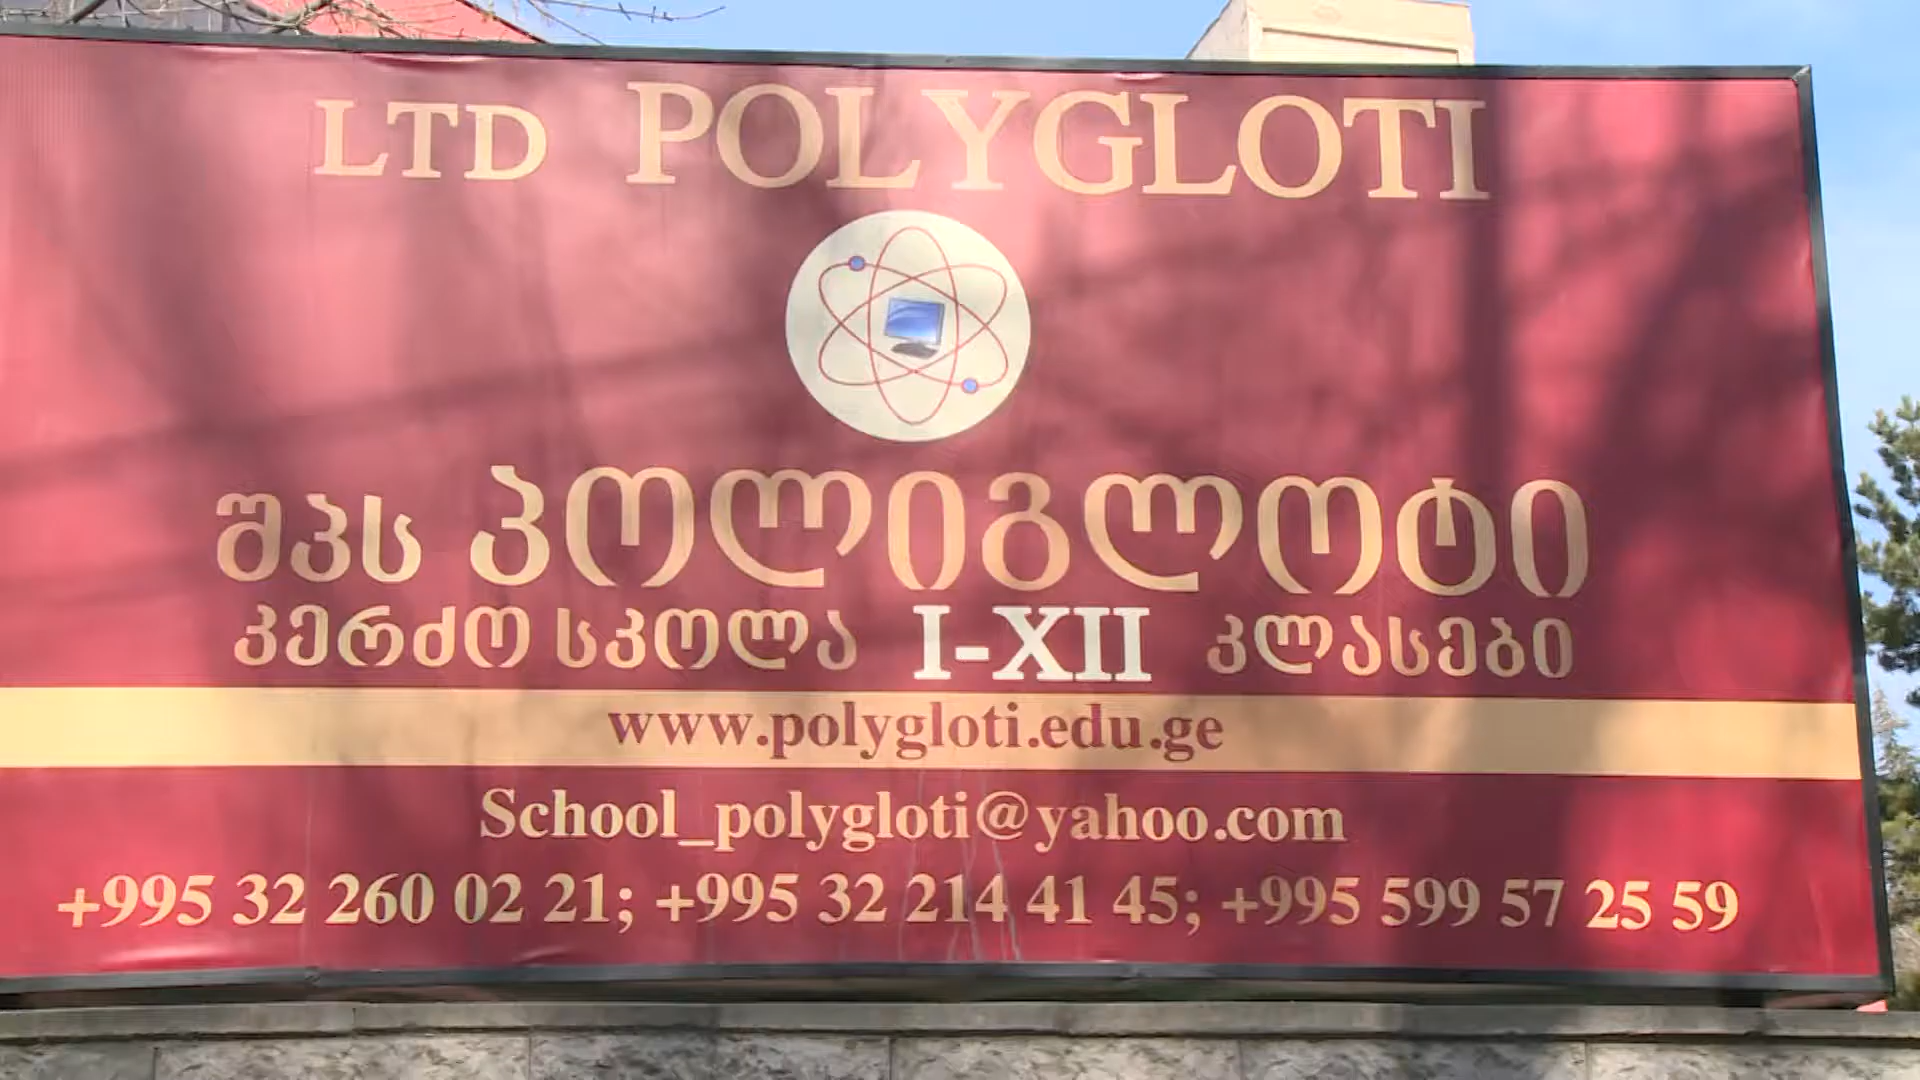 LTD POLYGLOTI
შპს პოლიგლოტი
კერძო სკოლა I-XII კლასები
www.polygloti.edu.ge
School_polygloti@yahoo.com
+995 32 260 02 21; +995 32 214 41 45; +995 599 57 25 59